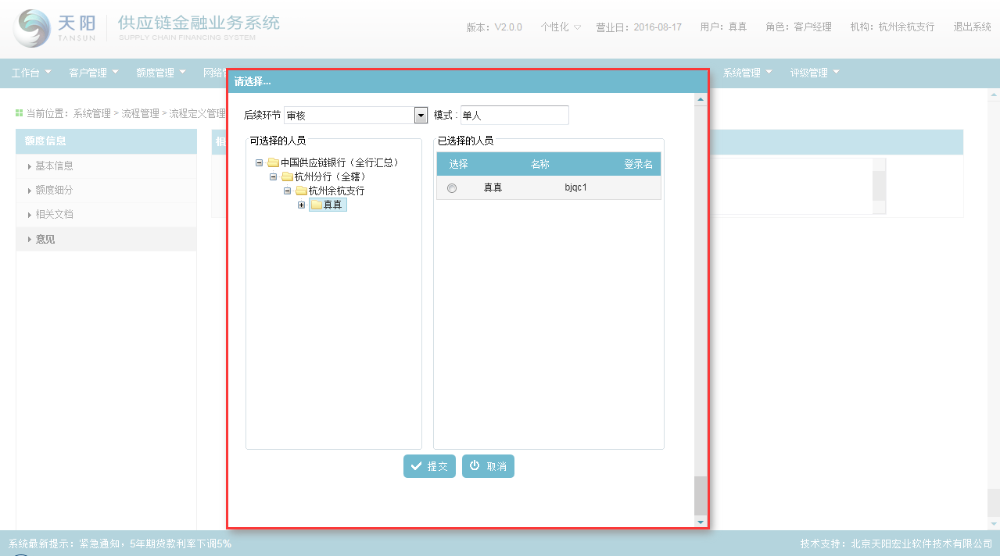 天阳
TANSUN
供应链金融业务系统
SUPPLY CHAIN FINANCING SYSTEM
版本：V2.0.0 个性化 营业日：2016-08-17 用户：真真 角色：客户经理 机构：杭州余杭支行 退出系统
工作台 客户管理 额度管理 网络 系统管理 评级管理
请选择...
当前位置：系统管理 > 流程管理 > 流程定义管理
后续环节 审核 模式：单人
额度信息
基本信息
额度细分
相关文档
意见
可选择的人员
中国供应链银行（全行汇总）
杭州分行（全辖）
杭州余杭支行
真真
已选择的人员
选择 名称 登录名
真真 bjqc1
提交 取消
系统最新提示：紧急通知，5年期贷款利率下调5% 技术支持：北京天阳宏业软件技术有限公司